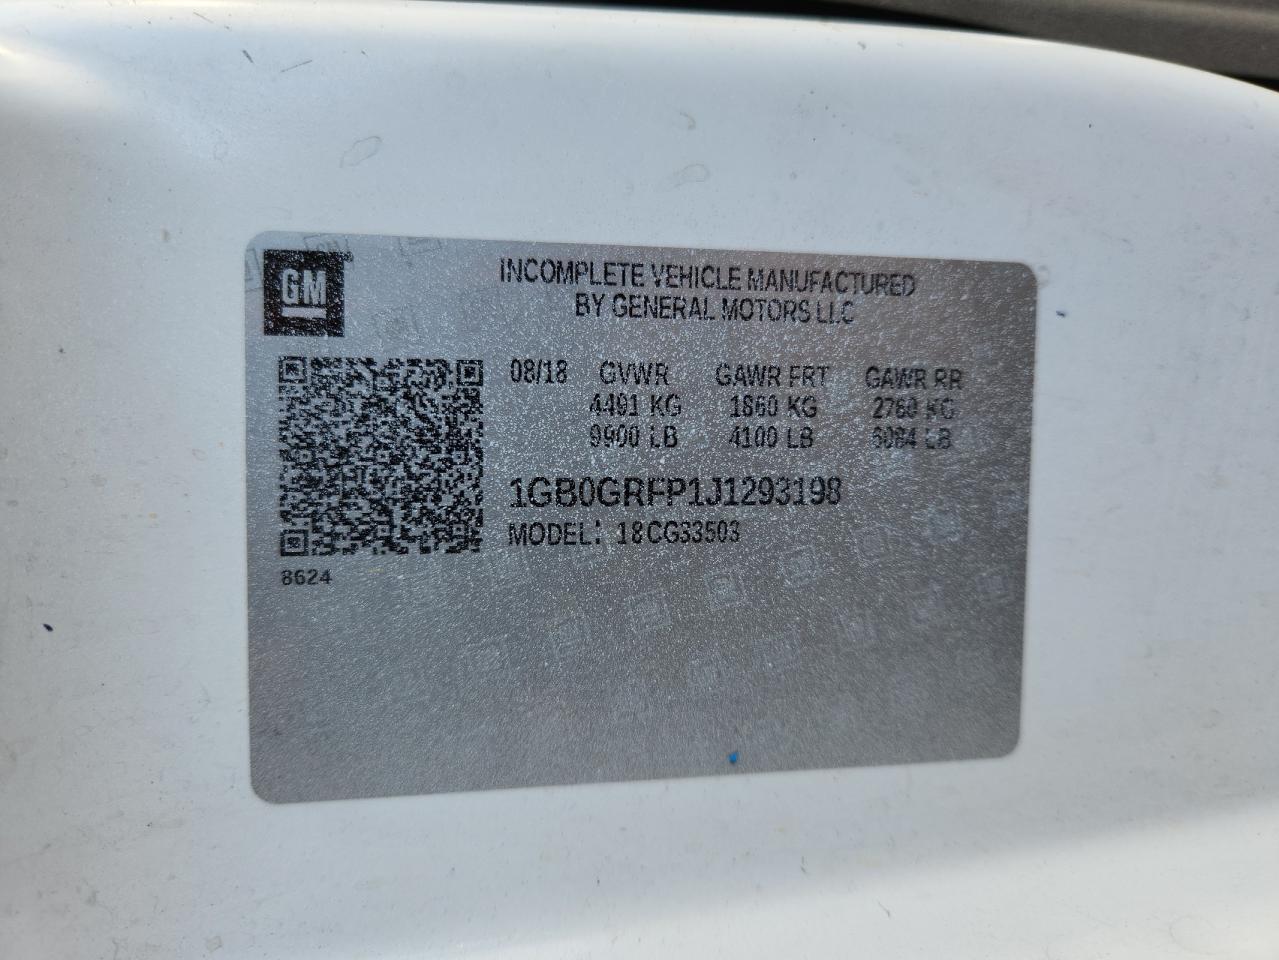 GM
INCOMPLETE VEHICLE MANUFACTURED
BY GENERAL MOTORS LLC
08/18 GVWR GAWR FRT GAWR RR
4491 KG 1860 KG 2760 KG
9900 LB 4100 LB 6084 LB
1GB0GRFP1J1293198
MODEL: 18CG33503
8624